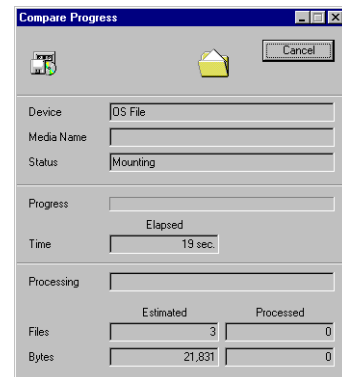 Compare Progress
Cancel
Device OS File
Media Name
Status Mounting
Progress
Elapsed
Time 19 sec.
Processing
Estimated Processed
Files 3 0
Bytes 21,831 0